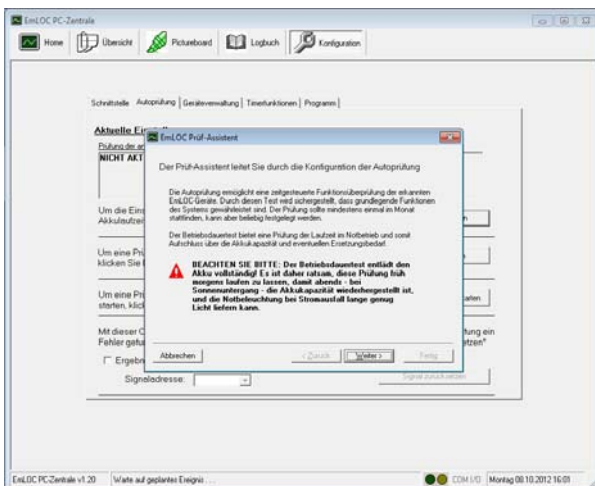 EmLOC PC-Zentrale
Home Übersicht Pictureboard Logbuch Konfiguration
Schnittstelle Autoprüfung Geräteverwaltung Timerfunktionen Programm
Aktuelle
EmLOC Prüf-Assistent
Prüfung der
NICHT AKT
Der Prüf-Assistent leitet Sie durch die Konfiguration der Autoprüfung
Die Autoprüfung ermöglicht eine zeitgesteuerte Funktionsüberprüfung der erkannten
EmLOC-Geräte. Durch diesen Test wird sichergestellt, dass grundlegende Funktionen
des Systems gewährleistet sind. Der Prüfung sollte mindestens einmal im Monat
stattfinden, kann aber beliebig festgelegt werden.
Um die Eins
Akkulaufzei
Der Betriebsdauertest bietet eine Prüfung der Laufzeit im Notbetrieb und somit
Aufschluss über die Akkukapazität und eventuellen Ersetzungsbedarf.
Um eine Prü
klicken Sie
BEACHTEN SIE BITTE: Der Betriebsdauertest entlädt den
Akku vollständig! Es ist daher ratsam, diese Prüfung früh
morgens laufen zu lassen, damit abends - bei
Sonnenuntergang - die Akkukapazität wiederhergestellt ist,
und die Notbeleuchtung bei Stromausfall lange genug
Licht liefern kann.
Um eine Prü
starten, klick
arten
Mit dieser
Fehler gefu
tung ein
etzen"
Abbrechen < Zurück Weiter > Fertig
Ergebn
Signaladresse: Signal zurücksetzen
EmLOC PC-Zentrale v1.20 Warte auf geplantes Ereignis . . . COM I/O Montag 08.10.2012 16:01